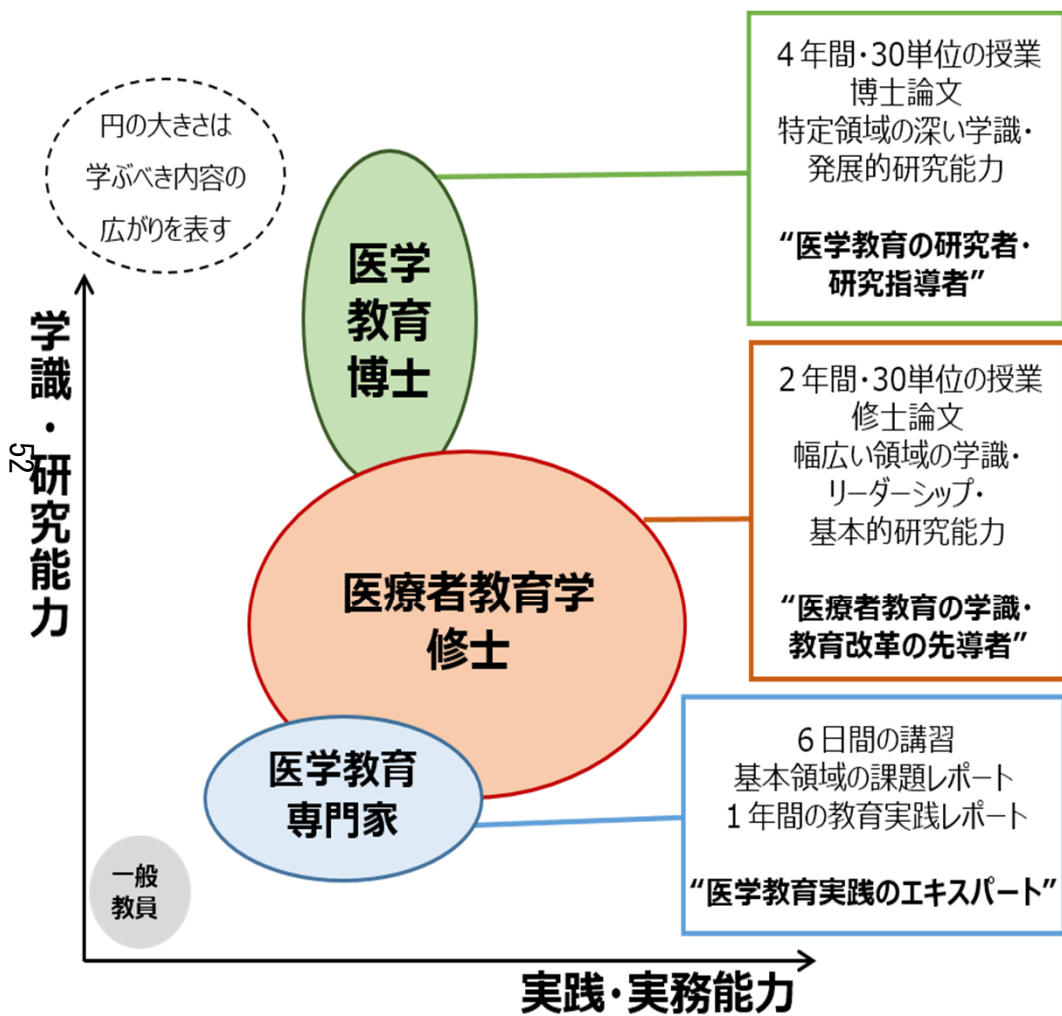 円の大きさは
学ぶべき内容の
広がりを表す
学識・研究能力
52
医学
教育
博士
4年間・30単位の授業
博士論文
特定領域の深い学識・
発展的研究能力
“医学教育の研究者・
研究指導者”
医療者教育学
修士
2年間・30単位の授業
修士論文
幅広い領域の学識・
リーダーシップ・
基本的研究能力
“医療者教育の学識・
教育改革の先導者”
医学教育
専門家
6日間の講習
基本領域の課題レポート
1年間の教育実践レポート
“医学教育実践のエキスパート”
一般
教員
実践・実務能力